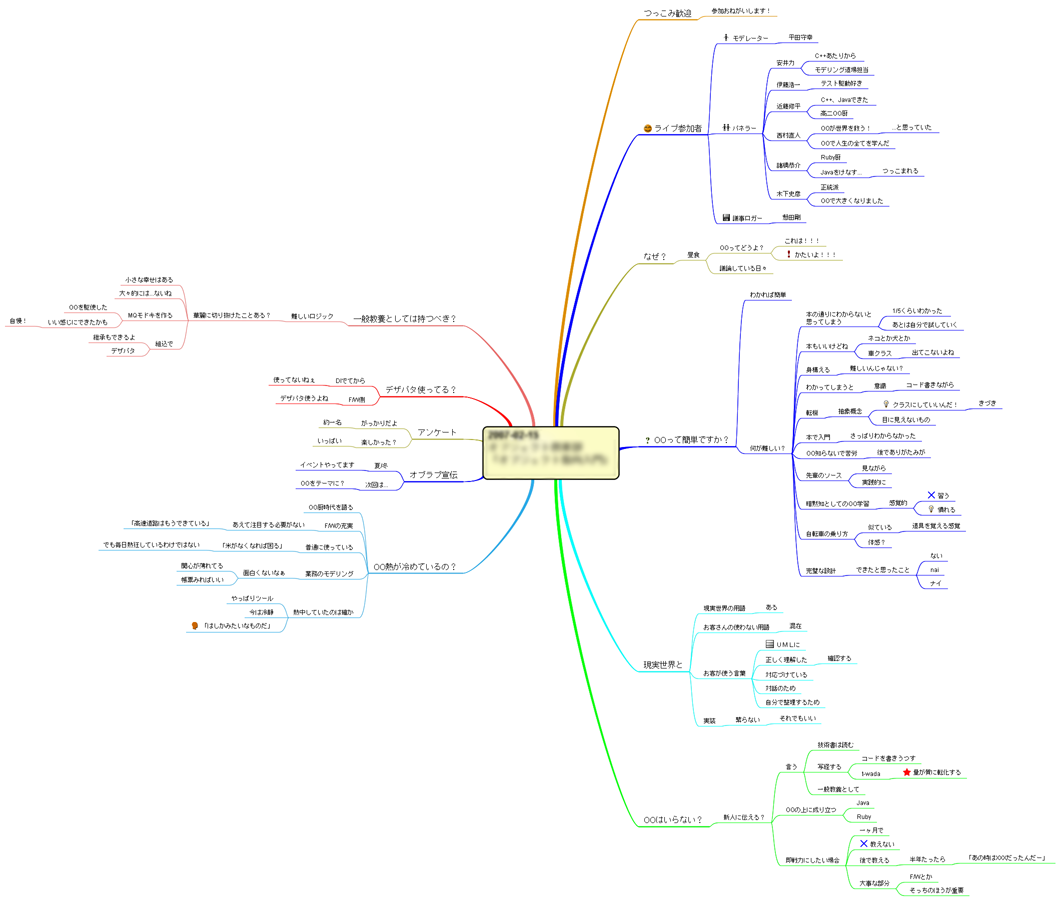 つっこみ歓迎
参加おねがいします！
ライブ参加者
モデレーター
平田守幸
パネラー
安井力
C++あたりから
モデリング道場担当
伊藤浩一
テスト駆動好き
近藤修平
C++、Javaできた
高二OO厨
西村直人
OOが世界を救う！
...と思っていた
OOで人生の全てを学んだ
諸橋恭介
Ruby厨
Javaをけなす...
つっこまれる
木下史彦
正統派
OOで大きくなりました
議事ロガー
懸田剛
なぜ？
昼食
OOってどうよ？
これは！！！
かたいよ！！！
議論している日々
OOって簡単ですか？
わかれば簡単
何が難しい？
本の通りにわからないと
思ってしまう
1/5くらいわかった
あとは自分で試していく
本もいいけどね
ネコとか犬とか
車クラス
出てこないよね
身構える
難しいんじゃない？
わかってしまうと
意識
コード書きながら
転機
抽象概念
クラスにしていいんだ！
きづき
目に見えないもの
本で入門
さっぱりわからなかった
OO知らないで苦労
後でありがたみが
先輩のソース
見ながら
実践的に
暗黙知としてのOO学習
感覚的
習う
慣れる
自転車の乗り方
似ている
道具を覚える感覚
体感？
完璧な設計
できたと思ったこと
ない
nai
ナイ
現実世界と
現実世界の用語
ある
お客さんの使わない用語
混在
お客が使う言葉
UMLに
正しく理解した
確認する
対応づけている
対話のため
自分で整理するため
実装
繋らない
それでもいい
OOはいらない？
新人に伝える？
言う
技術書は読む
写経する
コードを書きうつす
t-wada
量が質に転化する
一般教養として
OOの上に成り立つ
Java
Ruby
即戦力にしたい場合
一ヶ月で
教えない
後で教える
半年たったら
「あの時はOOだったんだー」
大事な部分
F/Wとか
そっちのほうが重要
一般教養としては持つべき？
難しいロジック
華麗に切り抜けたことある？
小さな幸せはある
大々的には...ないね
MQモドキを作る
OOを駆使した
いい感じにできたかも
自慢！
組込で
継承もできるよ
デザパタ
デザパタ使ってる？
DIでてから
使ってないねぇ
F/W側
デザパタ使うよね
アンケート
がっかりだよ
約一名
楽しかった？
いっぱい
オブラブ宣伝
夏/冬
イベントやってます
次回は...
OOをテーマに？
OO熱が冷めているの？
OO厨時代を語る
F/Wの充実
あえて注目する必要がない
「高速道路はもうできている」
普通に使っている
「米がなくなれば困る」
でも毎日熱狂しているわけではない
業務のモデリング
面白くないなぁ
関心が薄れてる
帳票みればいい
熱中していたのは確か
やっぱりツール
今は冷静
「はしかみたいなものだ」